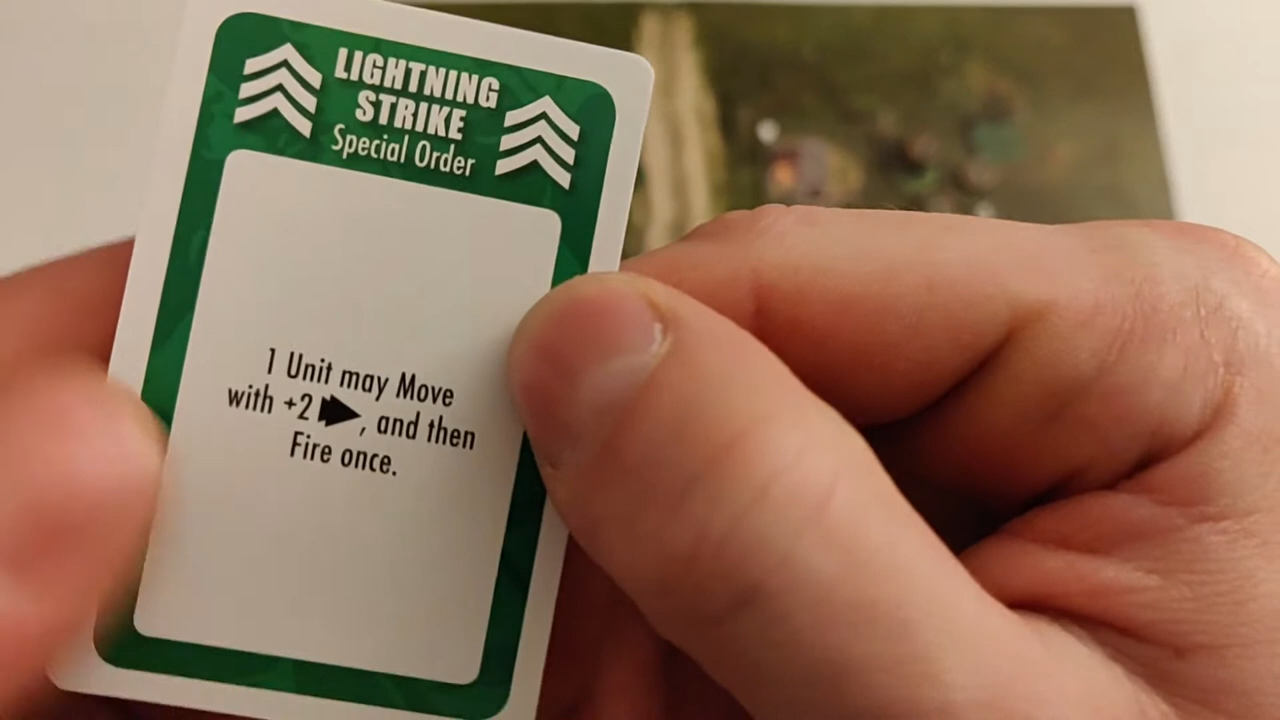 LIGHTNING
STRIKE
Special Order
1 Unit may Move
with +2 , and then
Fire once.